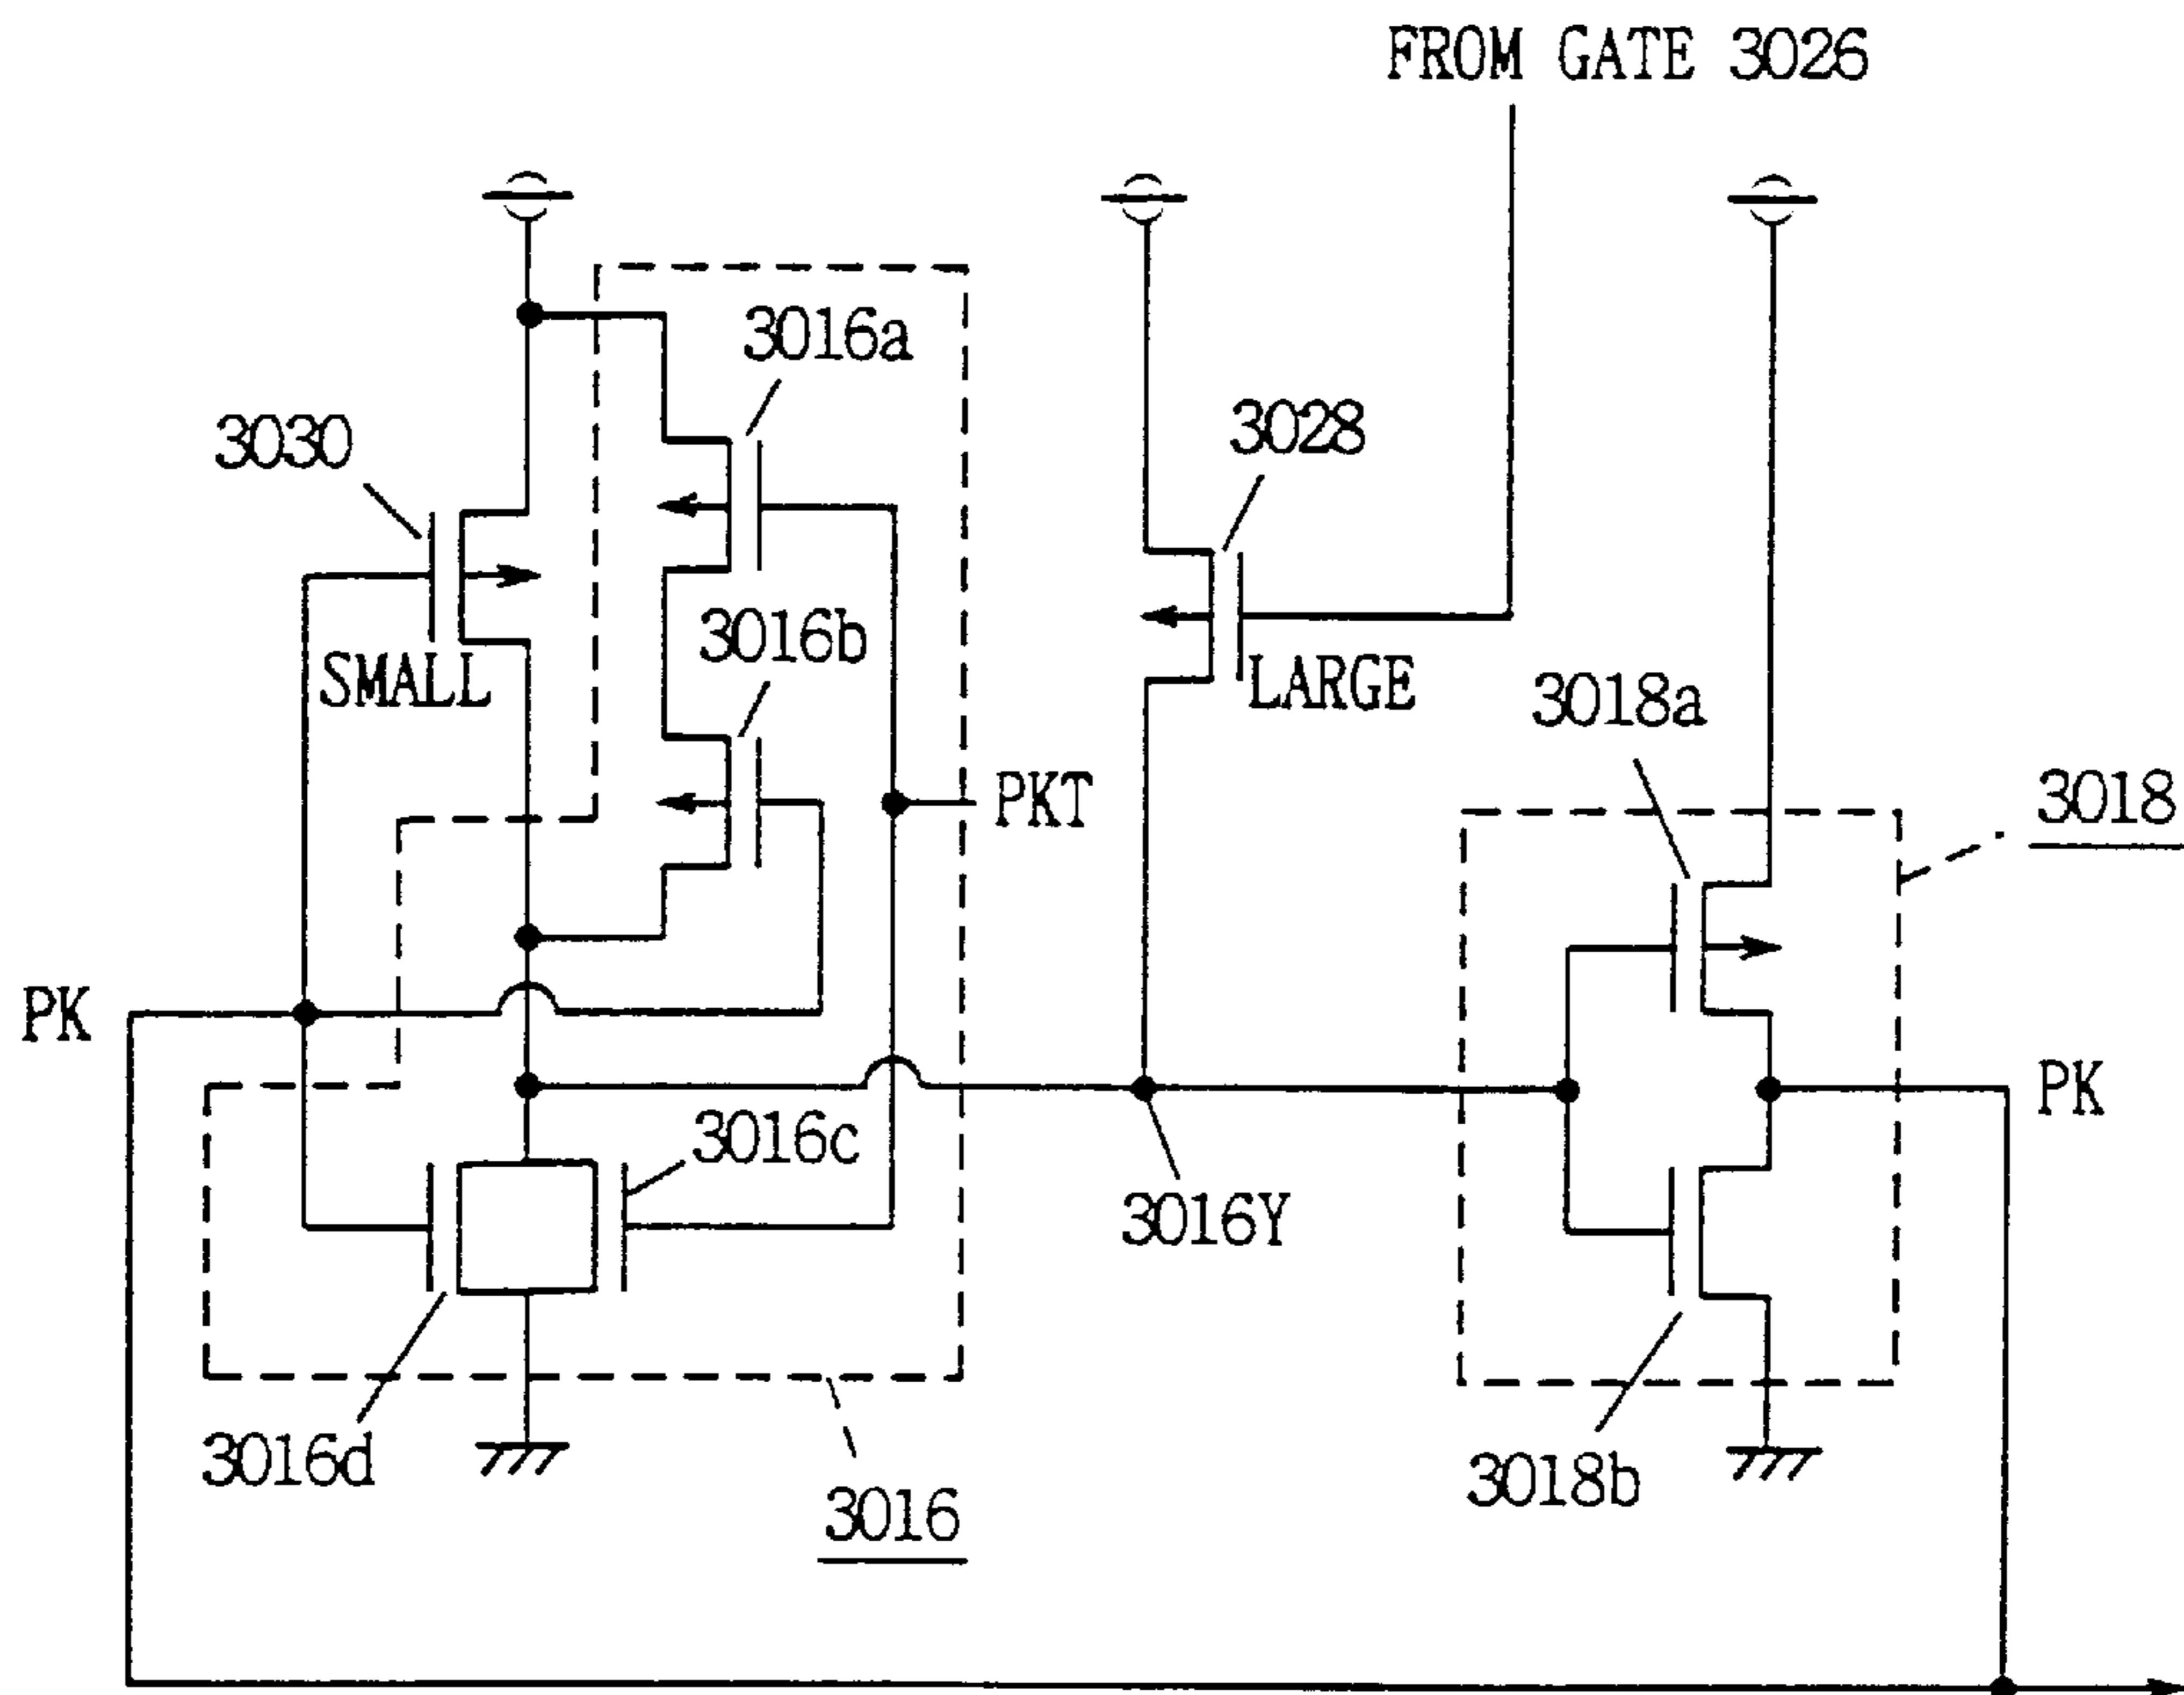 FROM GATE 3026
3016a
3028
3030
3016b
SMALL
LARGE
3018a
PKT
3018
PK
PK
3016c
3016Y
3016d
3018b
3016